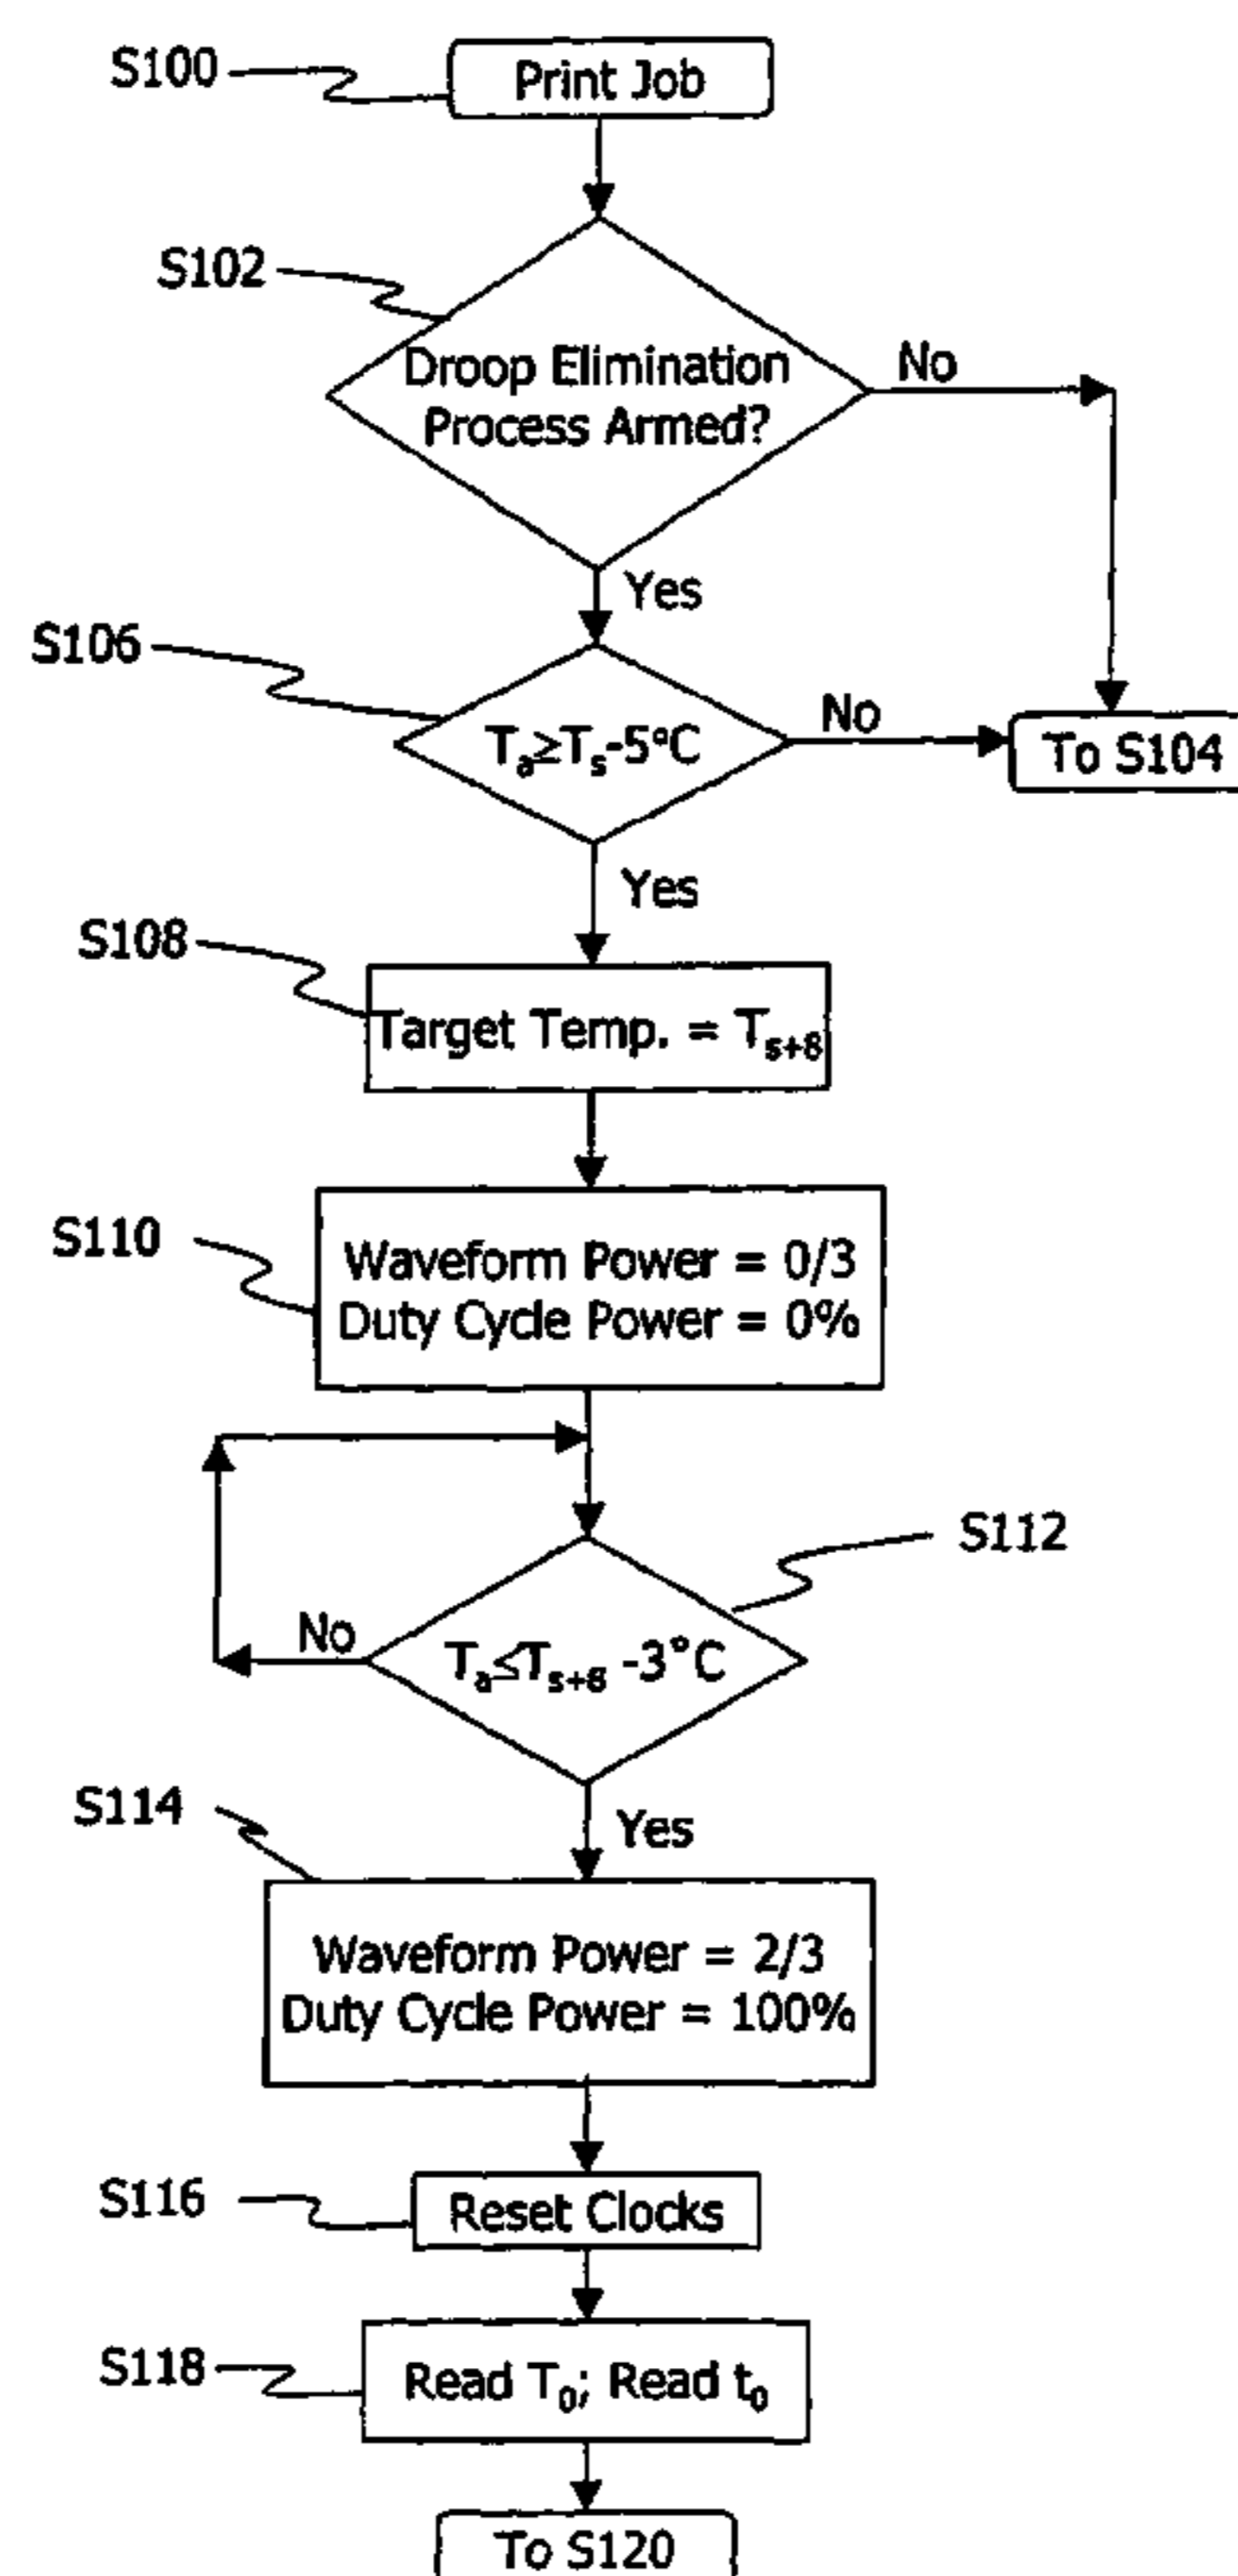 S100
Print Job
S102
Droop Elimination
Process Armed?
No
Yes
S106
Tₐ≥Tₛ-5°C
No
To S104
Yes
S108
Target Temp. = Tₛ₊₈
S110
Waveform Power = 0/3
Duty Cycle Power = 0%
S112
No
Tₐ≤Tₛ₊₈ -3°C
S114
Yes
Waveform Power = 2/3
Duty Cycle Power = 100%
S116
Reset Clocks
S118
Read T₀; Read t₀
To S120